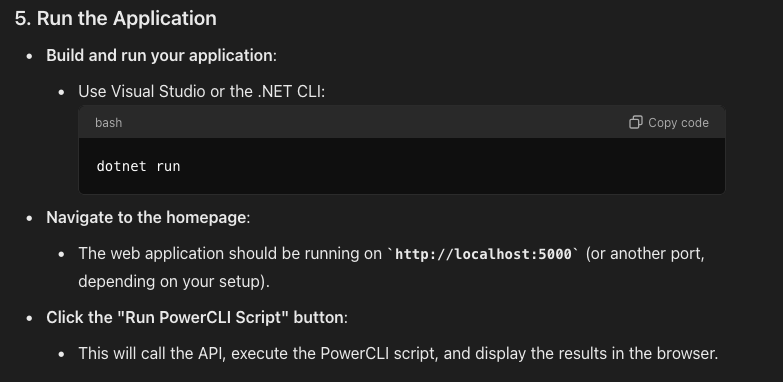 5. Run the Application
• Build and run your application:
• Use Visual Studio or the .NET CLI:
bash
Copy code
dotnet run
• Navigate to the homepage:
• The web application should be running on `http://localhost:5000` (or another port,
depending on your setup).
• Click the "Run PowerCLI Script" button:
• This will call the API, execute the PowerCLI script, and display the results in the browser.